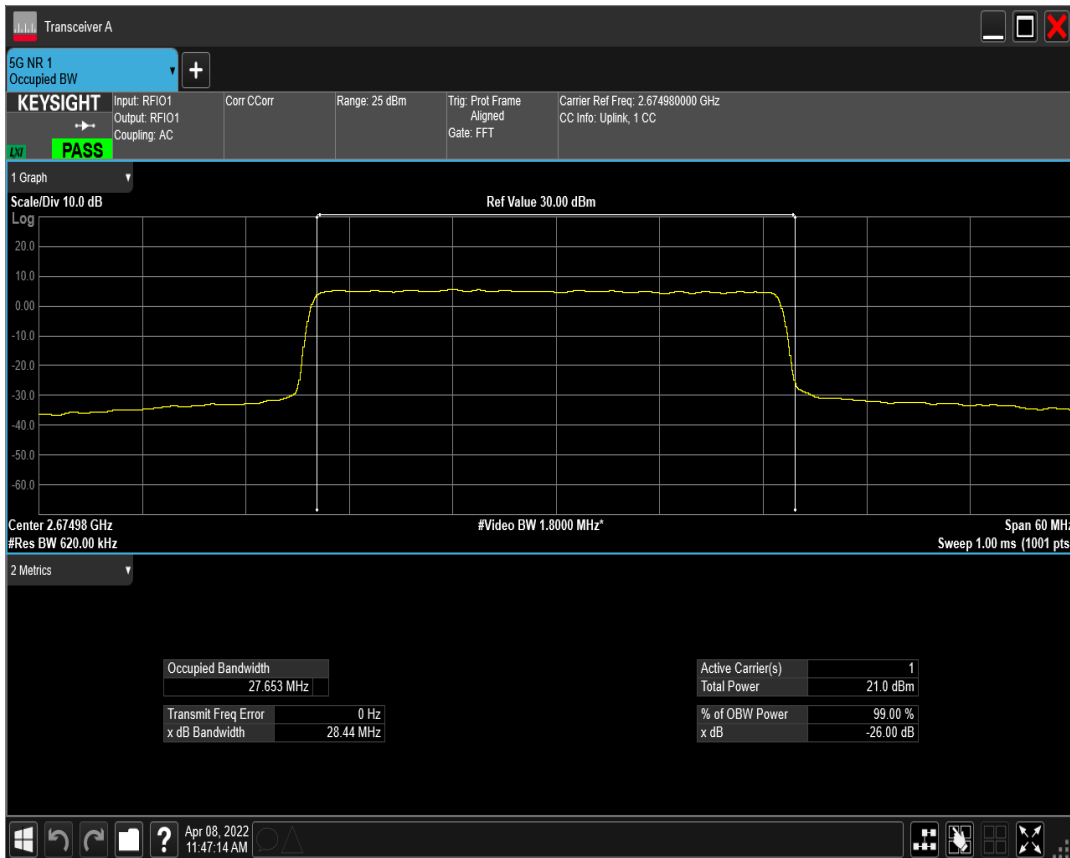 Transceiver A
5G NR 1
Occupied BW
KEYSIGHT
LXI
PASS
Input: RFIO1
Output: RFIO1
Coupling: AC
Corr CCorr
Range: 25 dBm
Trig: Prot Frame
Aligned
Gate: FFT
Carrier Ref Freq: 2.674980000 GHz
CC Info: Uplink, 1 CC
1 Graph
Scale/Div 10.0 dB
Ref Value 30.00 dBm
Log
20.0
10.0
0.00
-10.0
-20.0
-30.0
-40.0
-50.0
-60.0
Center 2.67498 GHz
#Video BW 1.8000 MHz*
Span 60 MHz
#Res BW 620.00 kHz
Sweep 1.00 ms (1001 pts
2 Metrics
Occupied Bandwidth
27.653 MHz
Transmit Freq Error 0 Hz
x dB Bandwidth 28.44 MHz
Active Carrier(s) 1
Total Power 21.0 dBm
% of OBW Power 99.00 %
x dB -26.00 dB
?
Apr 08, 2022
11:47:14 AM